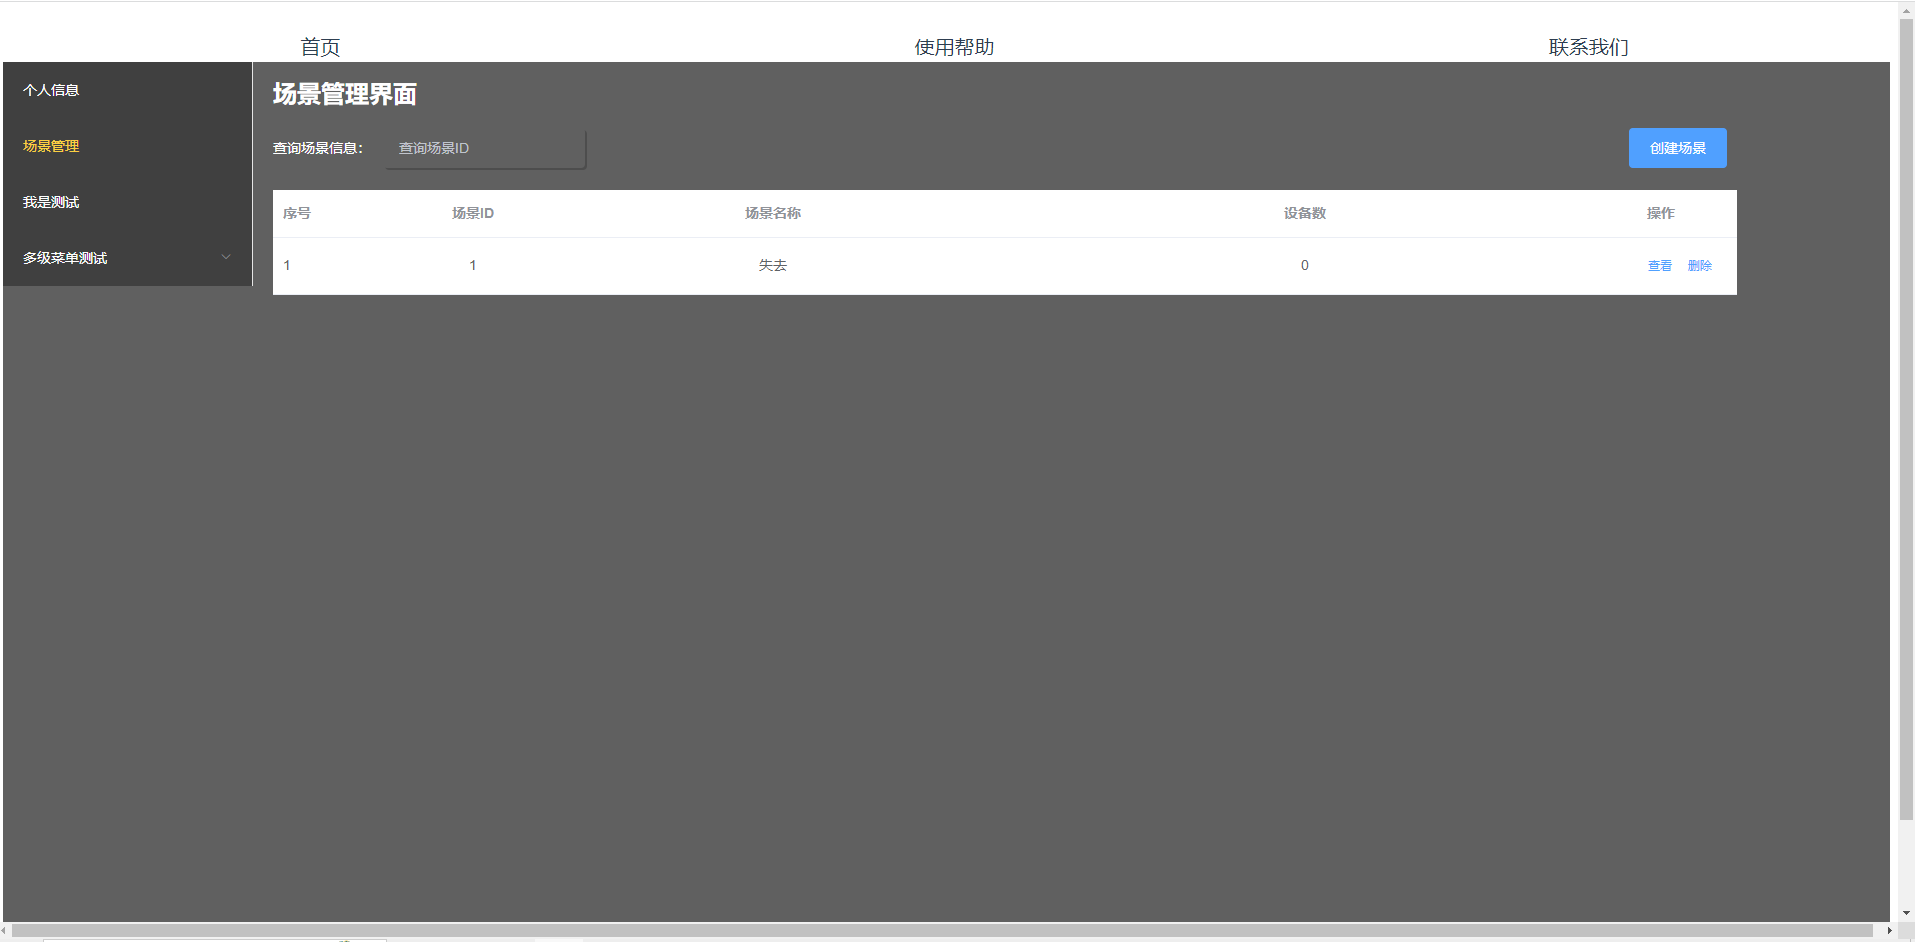 首页 使用帮助 联系我们
个人信息
场景管理
我是测试
多级菜单测试
场景管理界面
查询场景信息： 查询场景ID 创建场景
序号 场景ID 场景名称 设备数 操作
1 1 失去 0 查看 删除